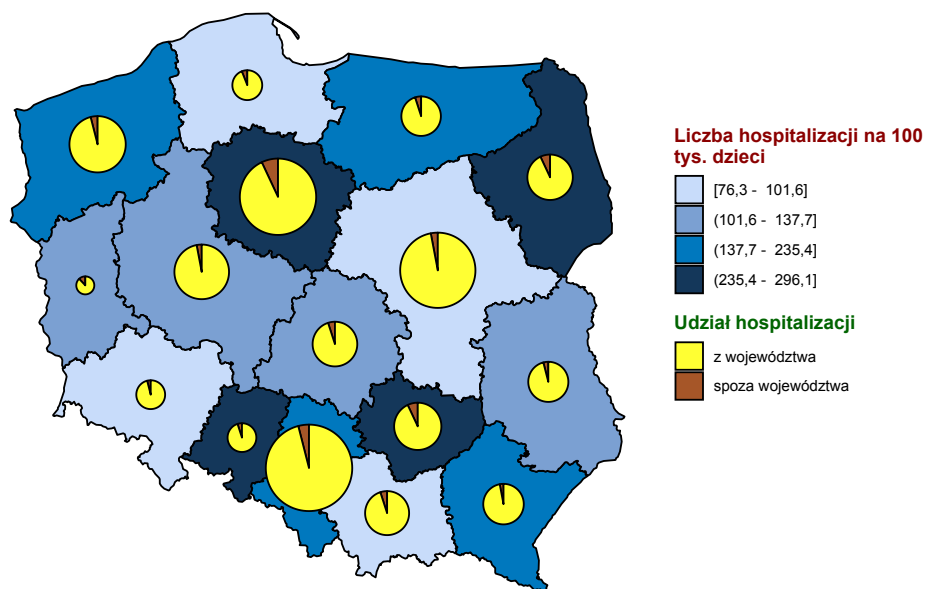 Liczba hospitalizacji na 100
tys. dzieci
[76,3 - 101,6]
(101,6 - 137,7]
(137,7 - 235,4]
(235,4 - 296,1]
Udział hospitalizacji
z województwa
spoza województwa